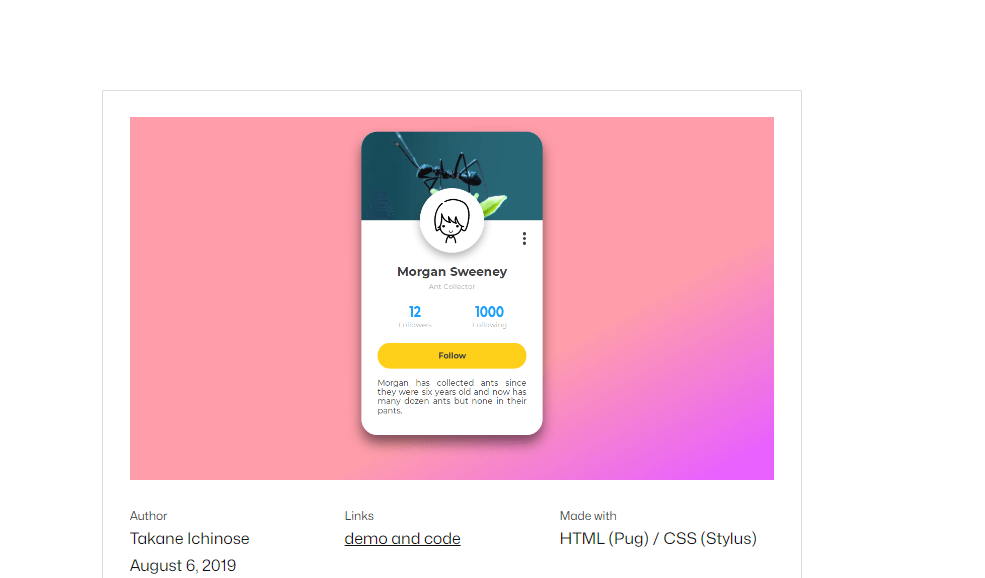 Morgan Sweeney
Ant Collector
12 1000
Followers Following
Follow
Morgan has collected ants since
they were six years old and now has
many dozen ants but none in their
pants.
Author Links Made with
Takane Ichinose demo and code HTML (Pug) / CSS (Stylus)
August 6, 2019